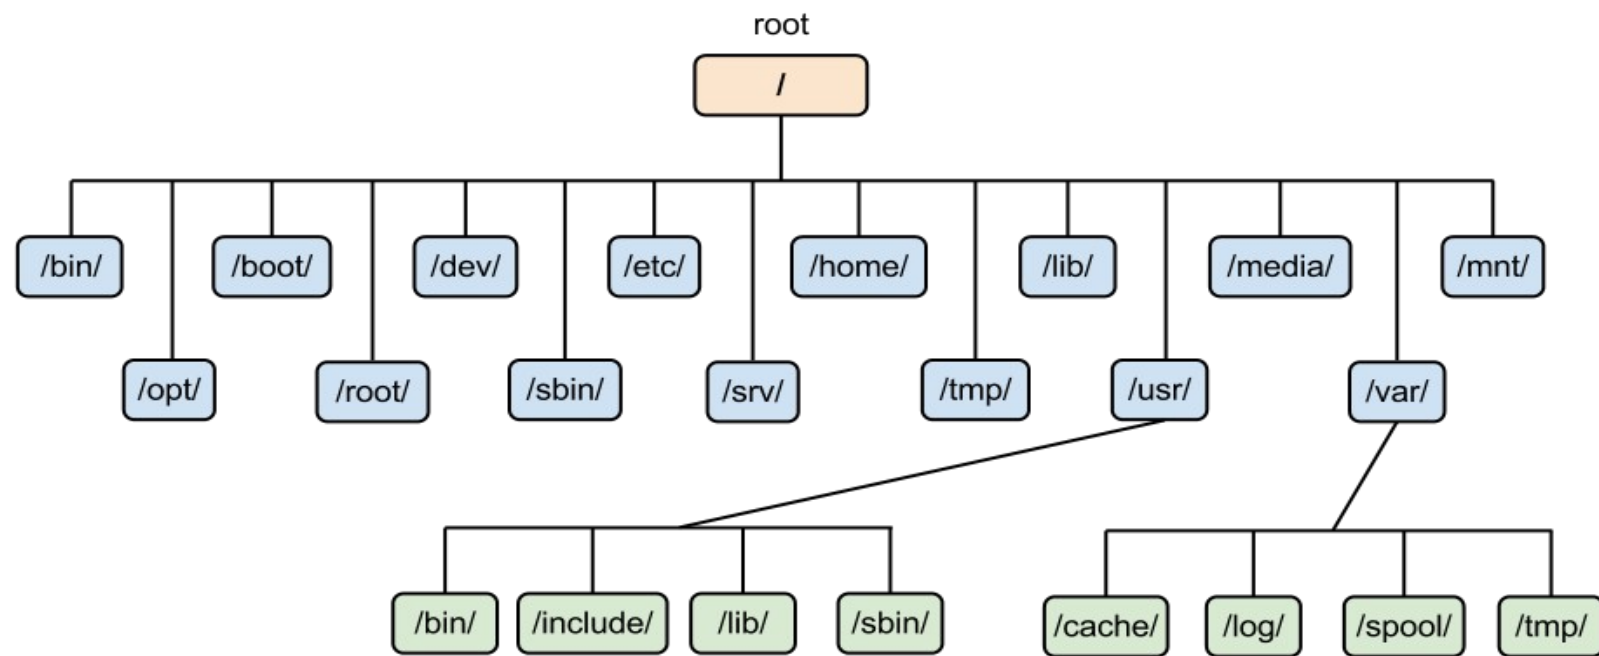 root
/
/bin/ /boot/ /dev/ /etc/ /home/ /lib/ /media/ /mnt/
/opt/ /root/ /sbin/ /srv/ /tmp/ /usr/ /var/
/bin/ /include/ /lib/ /sbin/ /cache/ /log/ /spool/ /tmp/